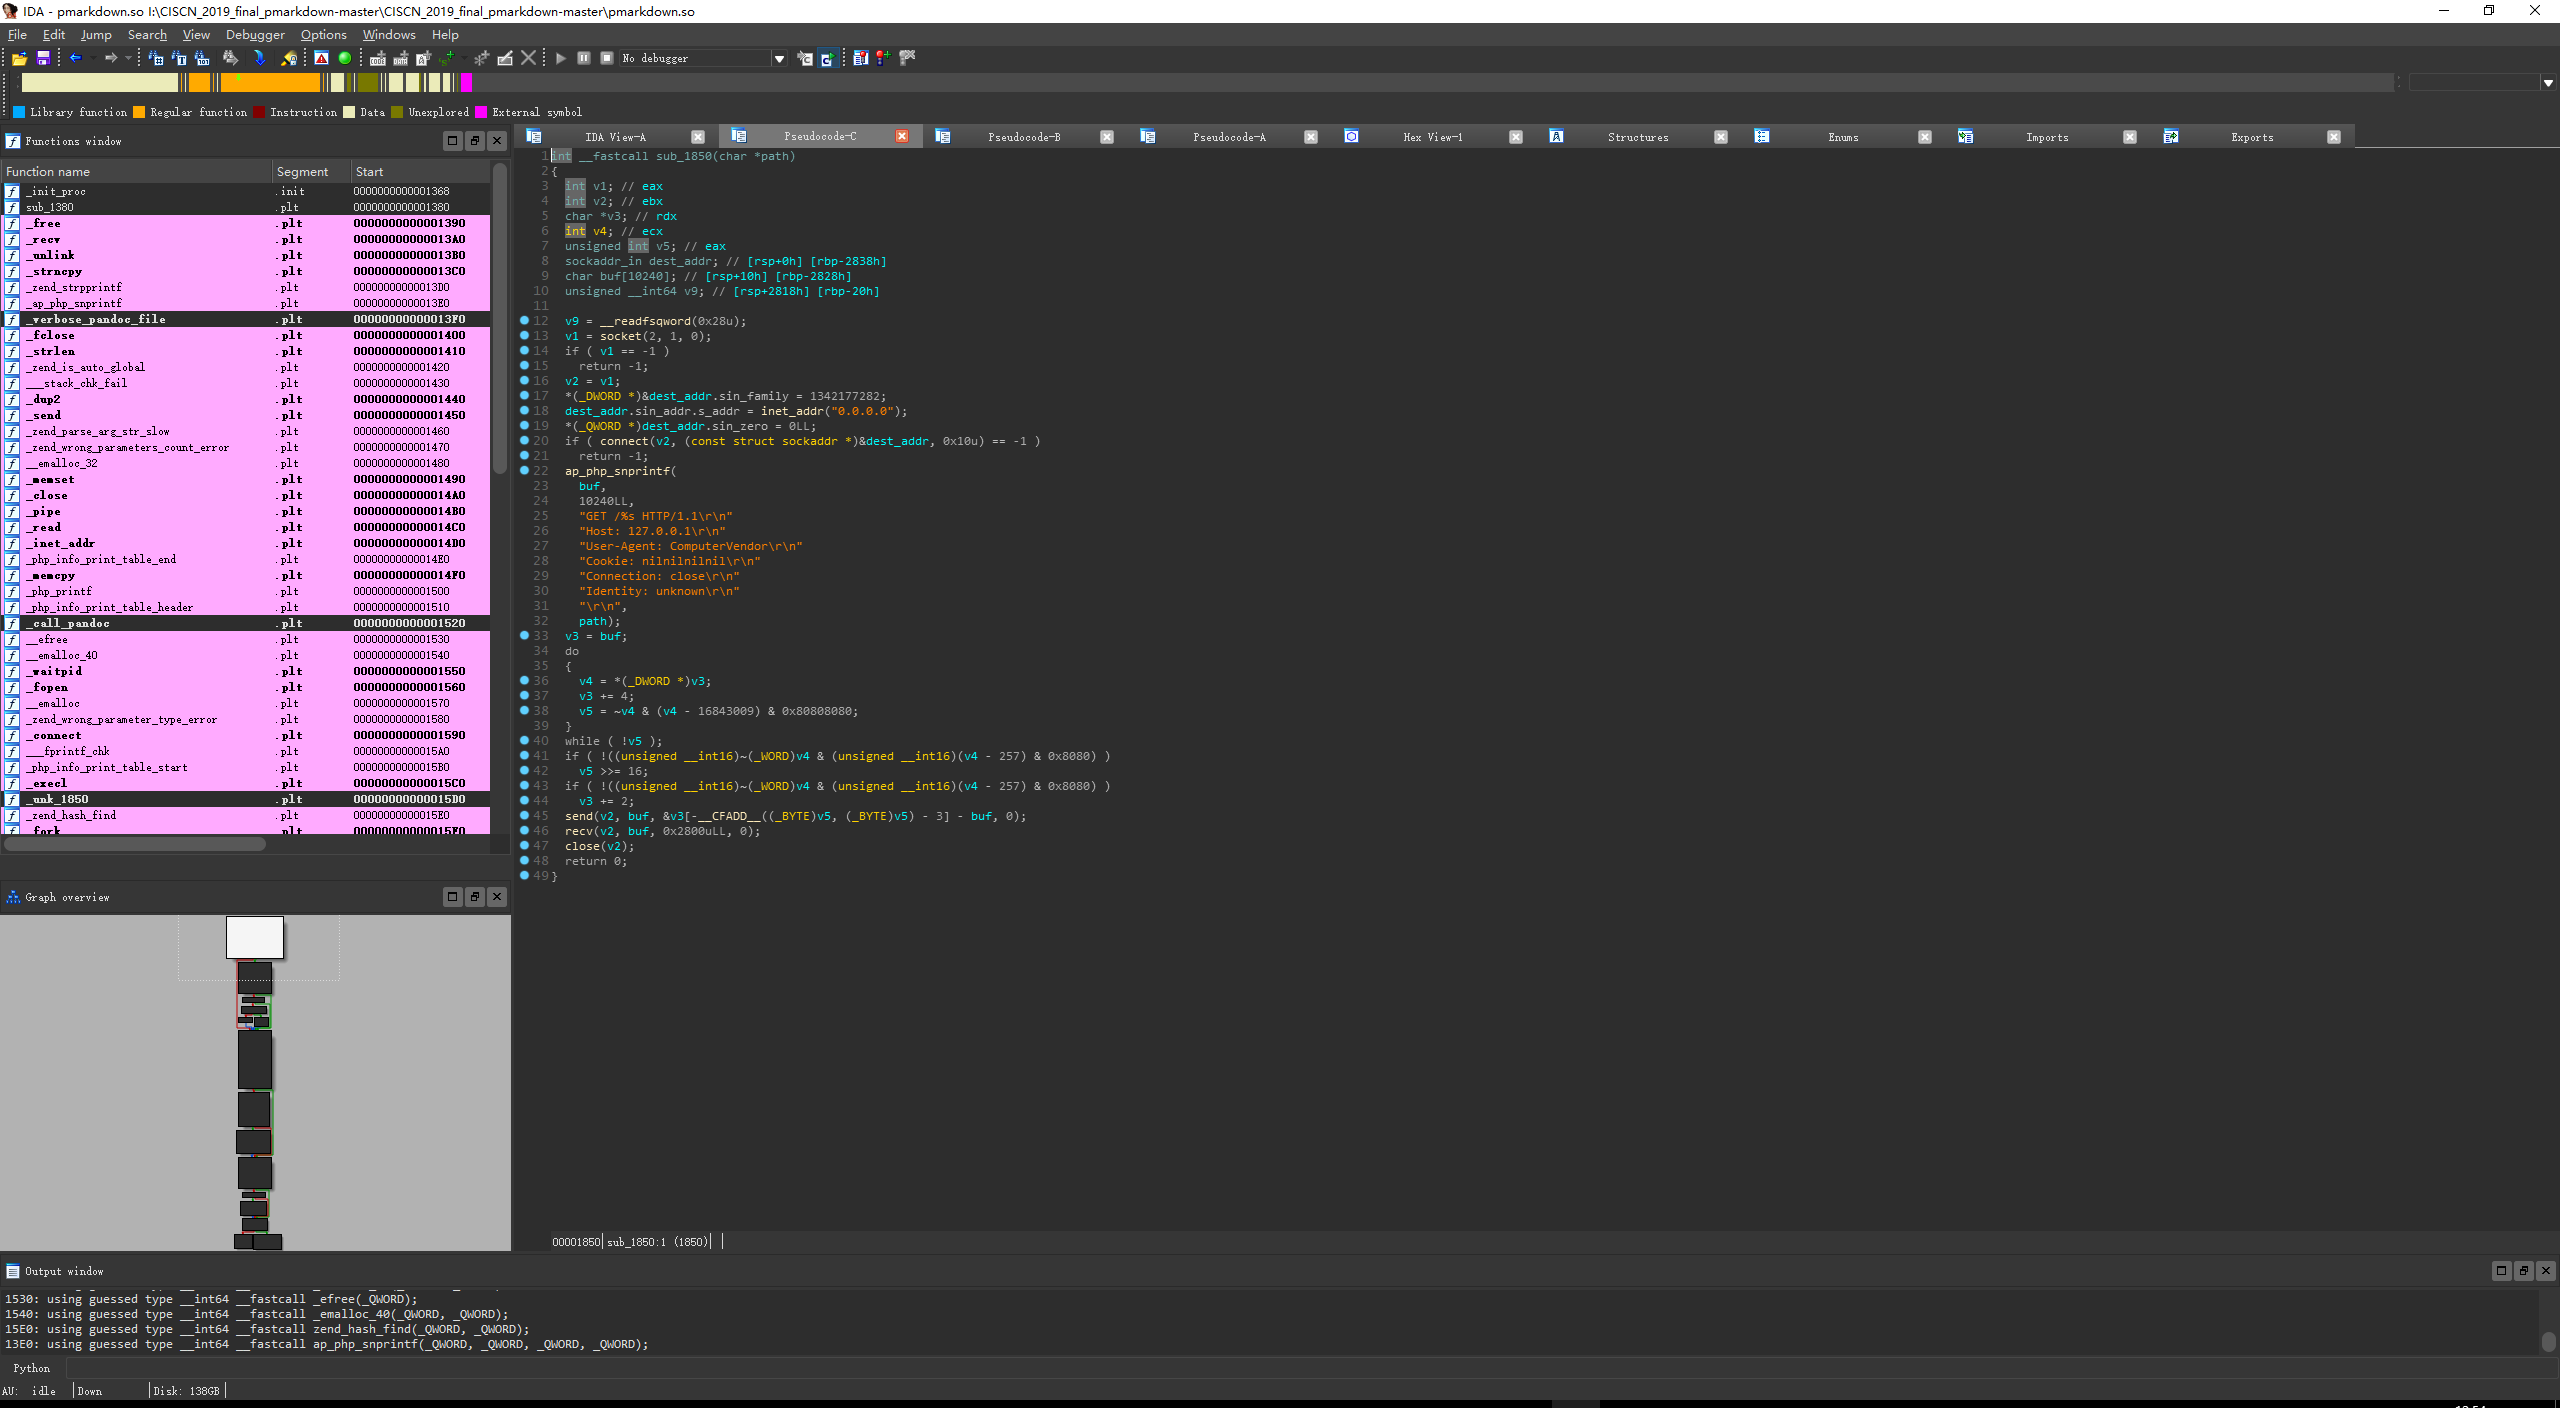 IDA - pmarkdown.so I:\CISCN_2019_final_pmarkdown-master\CISCN_2019_final_pmarkdown-master\pmarkdown.so
File Edit Jump Search View Debugger Options Windows Help
No debugger
Library function Regular function Instruction Data Unexplored External symbol
Functions window
Function name Segment Start
_init_proc .init 0000000000001368
sub_1380 .plt 0000000000001380
_free .plt 0000000000001390
_recv .plt 00000000000013A0
_unlink .plt 00000000000013B0
_strncpy .plt 00000000000013C0
_zend_strpprintf .plt 00000000000013D0
_ap_php_snprintf .plt 00000000000013E0
_verbose_pandoc_file .plt 00000000000013F0
_fclose .plt 0000000000001400
_strlen .plt 0000000000001410
_zend_is_auto_global .plt 0000000000001420
___stack_chk_fail .plt 0000000000001430
_dup2 .plt 0000000000001440
_send .plt 0000000000001450
_zend_parse_arg_str_slow .plt 0000000000001460
_zend_wrong_parameters_count_error .plt 0000000000001470
__emalloc_32 .plt 0000000000001480
_memset .plt 0000000000001490
_close .plt 00000000000014A0
_pipe .plt 00000000000014B0
_read .plt 00000000000014C0
_inet_addr .plt 00000000000014D0
_php_info_print_table_end .plt 00000000000014E0
_memcpy .plt 00000000000014F0
_php_printf .plt 0000000000001500
_php_info_print_table_header .plt 0000000000001510
_call_pandoc .plt 0000000000001520
__efree .plt 0000000000001530
__emalloc_40 .plt 0000000000001540
_waitpid .plt 0000000000001550
_fopen .plt 0000000000001560
__emalloc .plt 0000000000001570
_zend_wrong_parameter_type_error .plt 0000000000001580
_connect .plt 0000000000001590
___fprintf_chk .plt 00000000000015A0
_php_info_print_table_start .plt 00000000000015B0
_execl .plt 00000000000015C0
_unk_1850 .plt 00000000000015D0
_zend_hash_find .plt 00000000000015E0
_fork .plt 00000000000015F0
Graph overview
IDA View-A Pseudocode-C Pseudocode-B Pseudocode-A Hex View-1 Structures Enums Imports Exports
1 int __fastcall sub_1850(char *path)
2 {
3 int v1; // eax
4 int v2; // ebx
5 char *v3; // rdx
6 int v4; // ecx
7 unsigned int v5; // eax
8 sockaddr_in dest_addr; // [rsp+0h] [rbp-2838h]
9 char buf[10240]; // [rsp+10h] [rbp-2828h]
10 unsigned __int64 v9; // [rsp+2818h] [rbp-20h]
11
12 v9 = __readfsqword(0x28u);
13 v1 = socket(2, 1, 0);
14 if ( v1 == -1 )
15 return -1;
16 v2 = v1;
17 *(_DWORD *)&dest_addr.sin_family = 1342177282;
18 dest_addr.sin_addr.s_addr = inet_addr("0.0.0.0");
19 *(_QWORD *)dest_addr.sin_zero = 0LL;
20 if ( connect(v2, (const struct sockaddr *)&dest_addr, 0x10u) == -1 )
21 return -1;
22 ap_php_snprintf(
23 buf,
24 10240LL,
25 "GET /%s HTTP/1.1\r\n"
26 "Host: 127.0.0.1\r\n"
27 "User-Agent: ComputerVendor\r\n"
28 "Cookie: nilnilnilnil\r\n"
29 "Connection: close\r\n"
30 "Identity: unknown\r\n"
31 "\r\n",
32 path);
33 v3 = buf;
34 do
35 {
36 v4 = *(_DWORD *)v3;
37 v3 += 4;
38 v5 = ~v4 & (v4 - 16843009) & 0x80808080;
39 }
40 while ( !v5 );
41 if ( !((unsigned __int16)~(_WORD)v4 & (unsigned __int16)(v4 - 257) & 0x8080) )
42 v5 >>= 16;
43 if ( !((unsigned __int16)~(_WORD)v4 & (unsigned __int16)(v4 - 257) & 0x8080) )
44 v3 += 2;
45 send(v2, buf, &v3[-__CFADD__((_BYTE)v5, (_BYTE)v5) - 3] - buf, 0);
46 recv(v2, buf, 0x2800uLL, 0);
47 close(v2);
48 return 0;
49 }
00001850 sub_1850:1 (1850)
Output window
1530: using guessed type __int64 __fastcall _efree(_QWORD);
1540: using guessed type __int64 __fastcall _emalloc_40(_QWORD, _QWORD);
15E0: using guessed type __int64 __fastcall zend_hash_find(_QWORD, _QWORD);
13E0: using guessed type __int64 __fastcall ap_php_snprintf(_QWORD, _QWORD, _QWORD, _QWORD);
Python
AU: idle Down Disk: 138GB